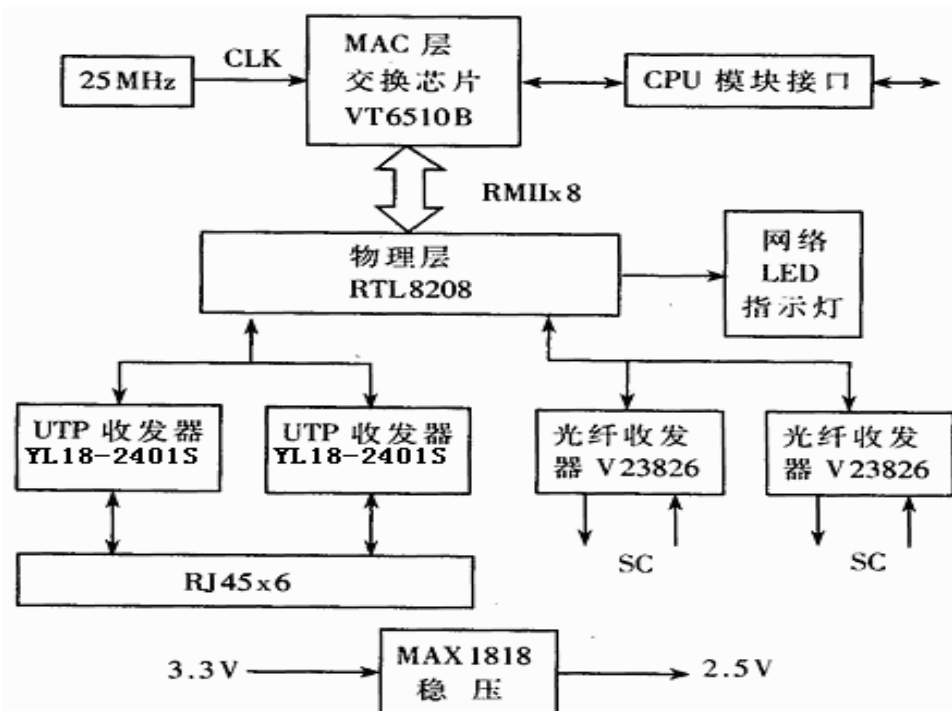 25MHz
CLK
MAC 层
交换芯片
VT6510B
CPU 模块接口
RMIIx8
物理层
RTL8208
网络
LED
指示灯
UTP 收发器
YL18-2401S
UTP 收发器
YL18-2401S
光纤收发
器 V23826
光纤收发
器 V23826
SC
SC
RJ45x6
3.3V
MAX1818
稳 压
2.5V